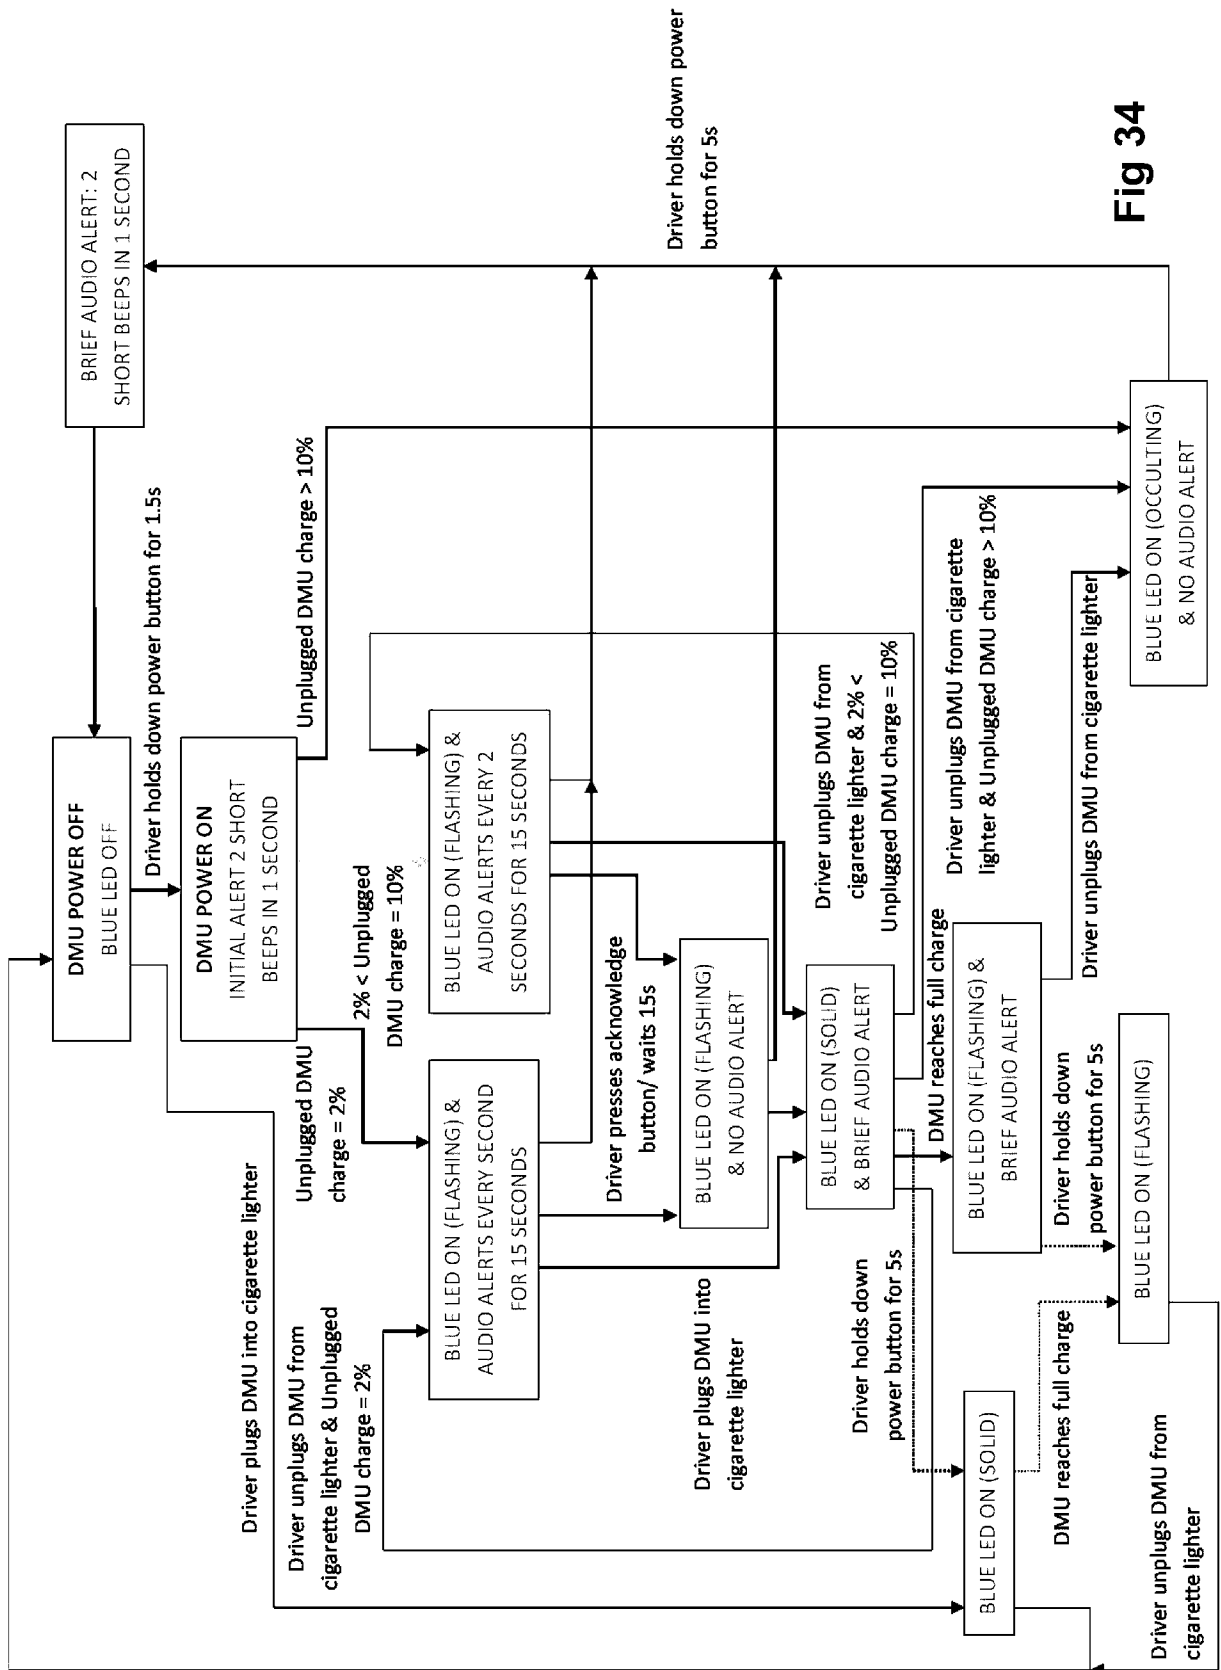 BRIEF AUDIO ALERT: 2
SHORT BEEPS IN 1 SECOND
DMU POWER OFF
BLUE LED OFF
Driver holds down power button for 1.5s
DMU POWER ON
INITIAL ALERT 2 SHORT
BEEPS IN 1 SECOND
Unplugged DMU charge > 10%
Driver holds down power
button for 5s
Driver plugs DMU into cigarette lighter
Unplugged DMU
charge = 2%
2% < Unplugged
DMU charge = 10%
Driver unplugs DMU from
cigarette lighter & Unplugged
DMU charge = 2%
BLUE LED ON (FLASHING) &
AUDIO ALERTS EVERY SECOND
FOR 15 SECONDS
BLUE LED ON (FLASHING) &
AUDIO ALERTS EVERY 2
SECONDS FOR 15 SECONDS
Driver presses acknowledge
button/ waits 15s
BLUE LED ON (FLASHING)
& NO AUDIO ALERT
Driver plugs DMU into
cigarette lighter
BLUE LED ON (SOLID)
& BRIEF AUDIO ALERT
Driver unplugs DMU from
cigarette lighter & 2% <
Unplugged DMU charge = 10%
Driver unplugs DMU from cigarette
lighter & Unplugged DMU charge > 10%
Driver holds down
power button for 5s
DMU reaches full charge
BLUE LED ON (FLASHING) &
BRIEF AUDIO ALERT
Driver unplugs DMU from cigarette lighter
BLUE LED ON (SOLID)
DMU reaches full charge
Driver holds down
power button for 5s
BLUE LED ON (FLASHING)
BLUE LED ON (OCCULTING)
& NO AUDIO ALERT
Driver unplugs DMU from
cigarette lighter
Fig 34